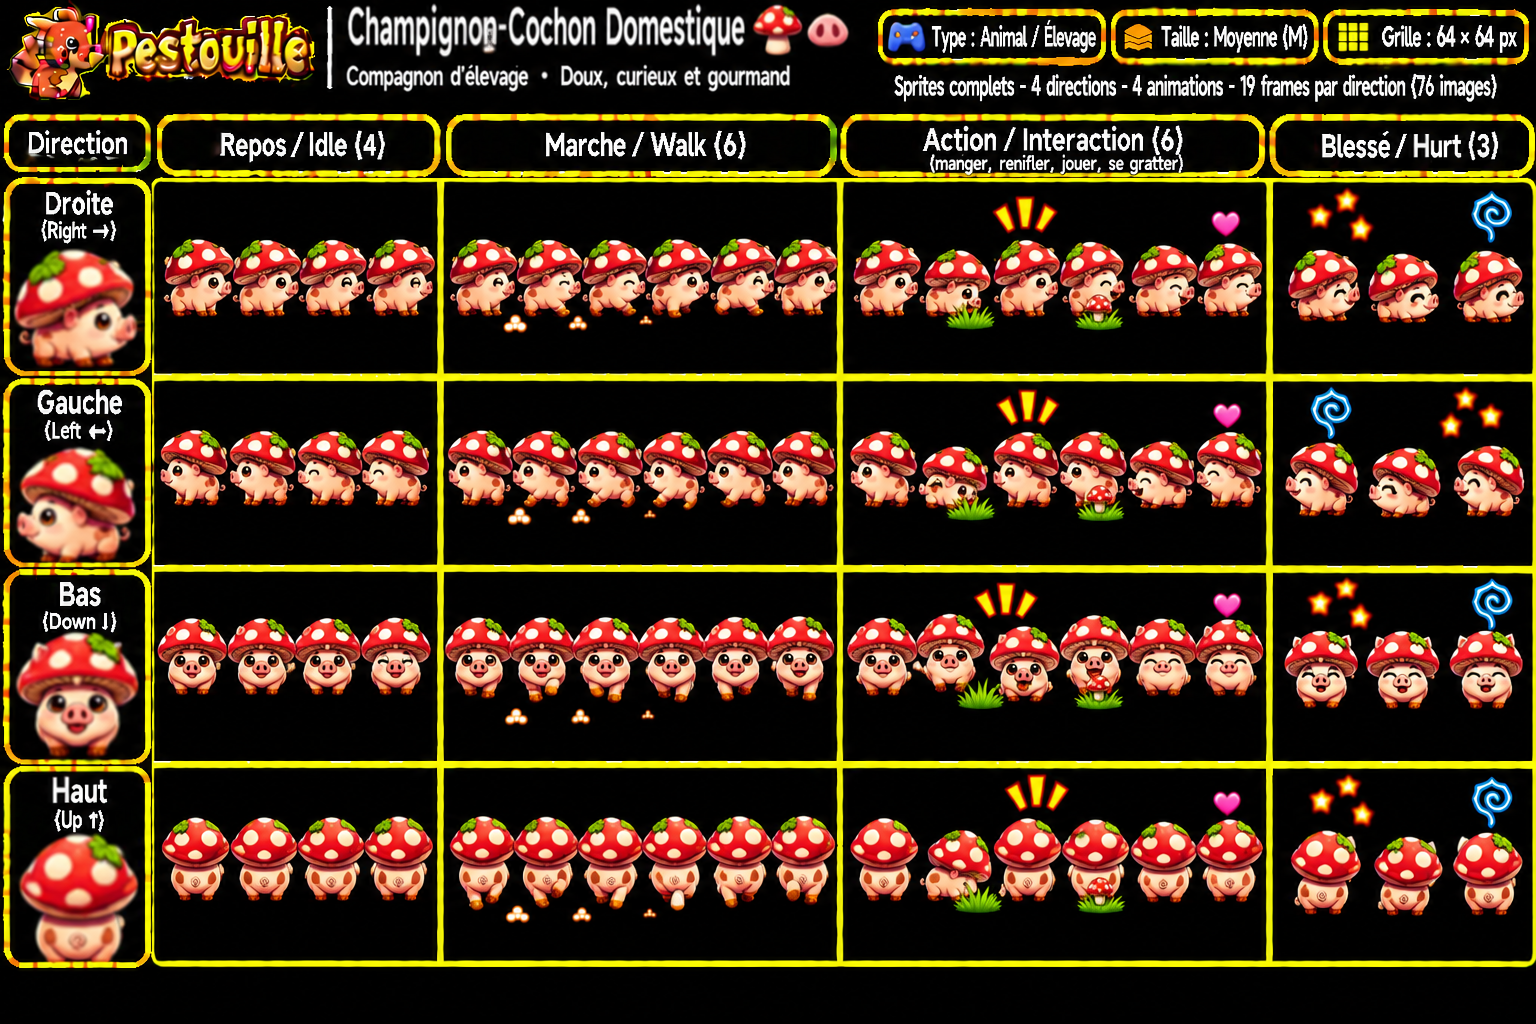 Pestouille
Champignon-Cochon Domestique
Compagnon d'élevage • Doux, curieux et gourmand
Type : Animal / Élevage
Taille : Moyenne (M)
Grille : 64 × 64 px
Sprites complets - 4 directions - 4 animations - 19 frames par direction (76 images)
Direction
Repos / Idle (4)
Marche / Walk (6)
Action / Interaction (6)
(manger, renifler, jouer, se gratter)
Blessé / Hurt (3)
Droite
(Right →)
Gauche
(Left ←)
Bas
(Down ↓)
Haut
(Up ↑)